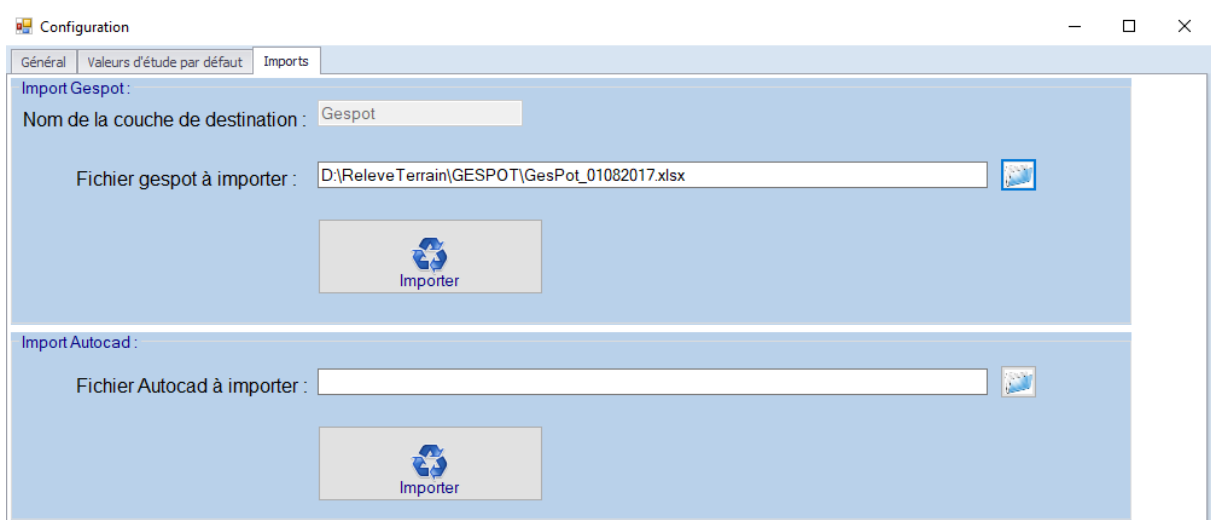 Configuration
Général Valeurs d'étude par défaut Imports
Import Gespot :
Nom de la couche de destination : Gespot
Fichier gespot à importer : D:\ReleveTerrain\GESPOT\GesPot_01082017.xlsx
Importer
Import Autocad :
Fichier Autocad à importer :
Importer